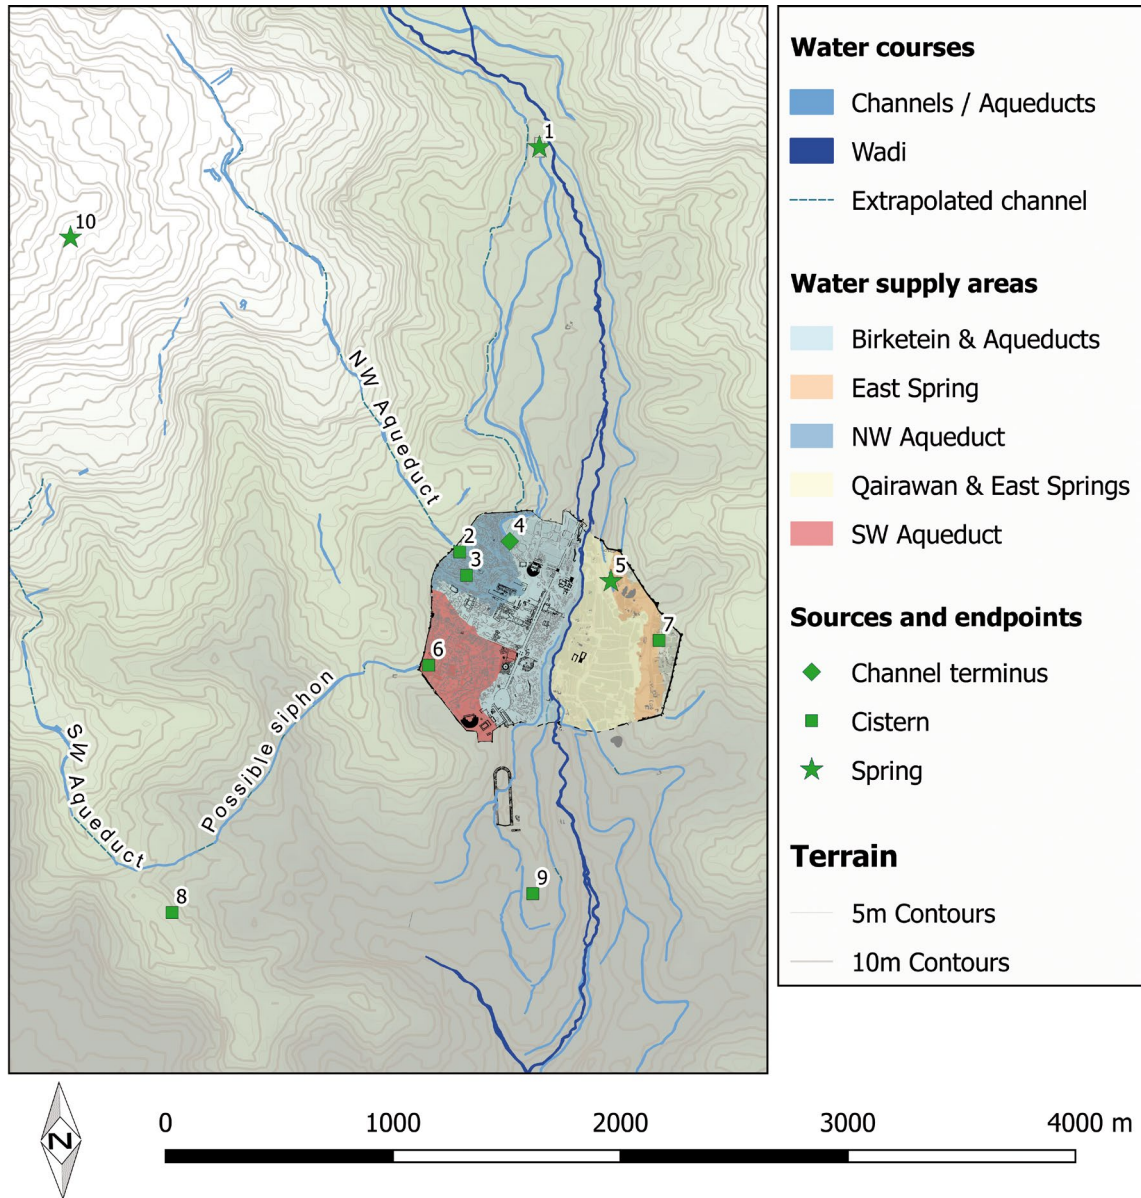 1
10
NW Aqueduct
2
4
3
5
7
6
SW Aqueduct
Possible siphon
8
9
Water courses
Channels / Aqueducts
Wadi
Extrapolated channel
Water supply areas
Birketein & Aqueducts
East Spring
NW Aqueduct
Qairawan & East Springs
SW Aqueduct
Sources and endpoints
Channel terminus
Cistern
Spring
Terrain
5m Contours
10m Contours
N
0 1000 2000 3000 4000 m